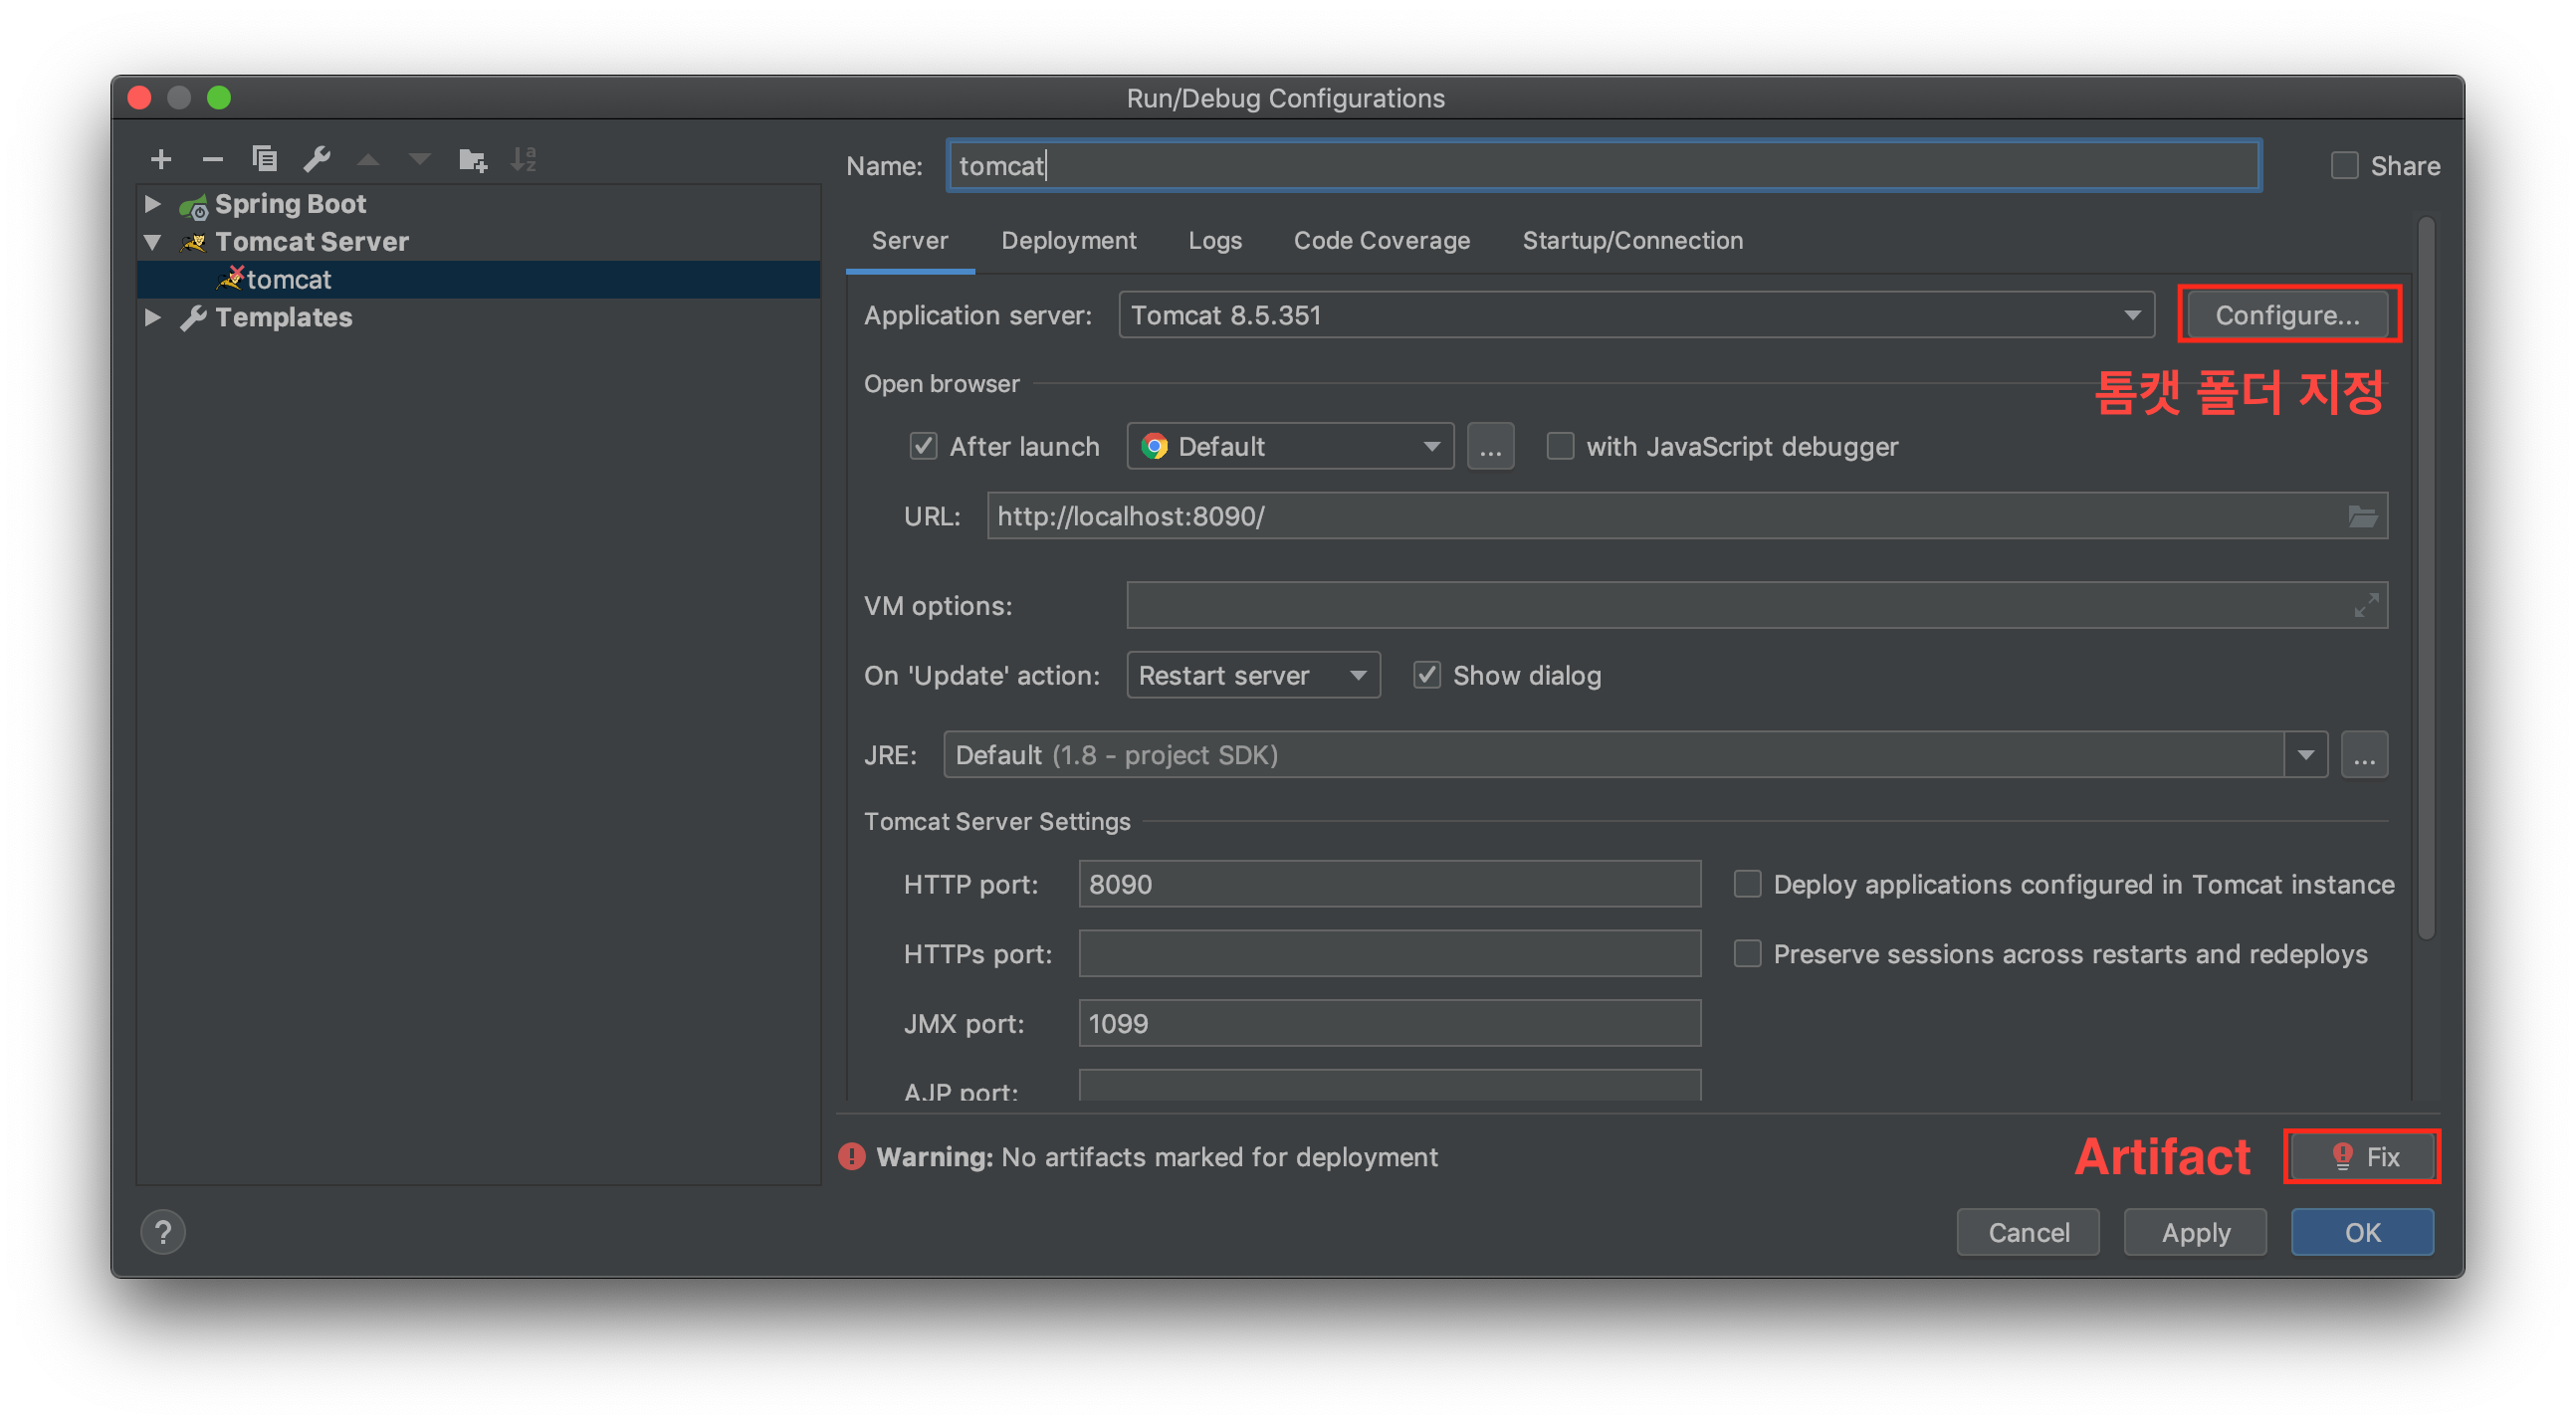 Run/Debug Configurations
Name: tomcat
Share
Spring Boot
Tomcat Server
tomcat
Templates
Server Deployment Logs Code Coverage Startup/Connection
Application server: Tomcat 8.5.351 Configure...
톰캣 폴더 지정
Open browser
After launch Default ... with JavaScript debugger
URL: http://localhost:8090/
VM options:
On 'Update' action: Restart server Show dialog
JRE: Default (1.8 - project SDK) ...
Tomcat Server Settings
HTTP port: 8090 Deploy applications configured in Tomcat instance
HTTPs port: Preserve sessions across restarts and redeploys
JMX port: 1099
AJP port:
Warning: No artifacts marked for deployment Artifact Fix
? Cancel Apply OK